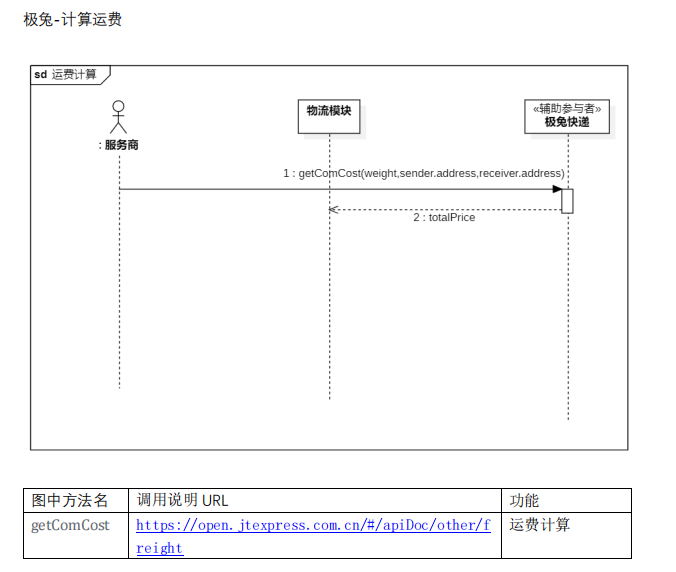 极兔-计算运费
sd 运费计算
: 服务商
物流模块
«辅助参与者»
极兔快递
1 : getComCost(weight,sender.address,receiver.address)
2 : totalPrice
图中方法名 调用说明 URL 功能
getComCost https://open.jtexpress.com.cn/#/apiDoc/other/f 运费计算
reight